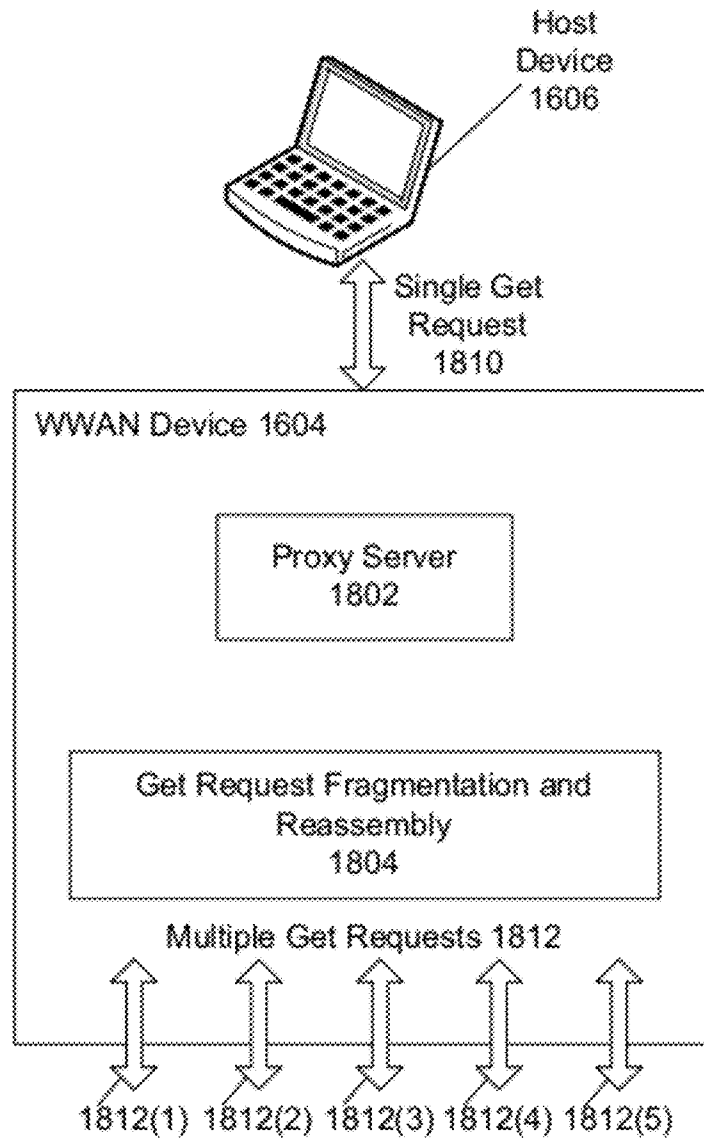 Host
Device
1606
Single Get
Request
1810
WWAN Device 1604
Proxy Server
1802
Get Request Fragmentation and
Reassembly
1804
Multiple Get Requests 1812
1812(1) 1812(2) 1812(3) 1812(4) 1812(5)